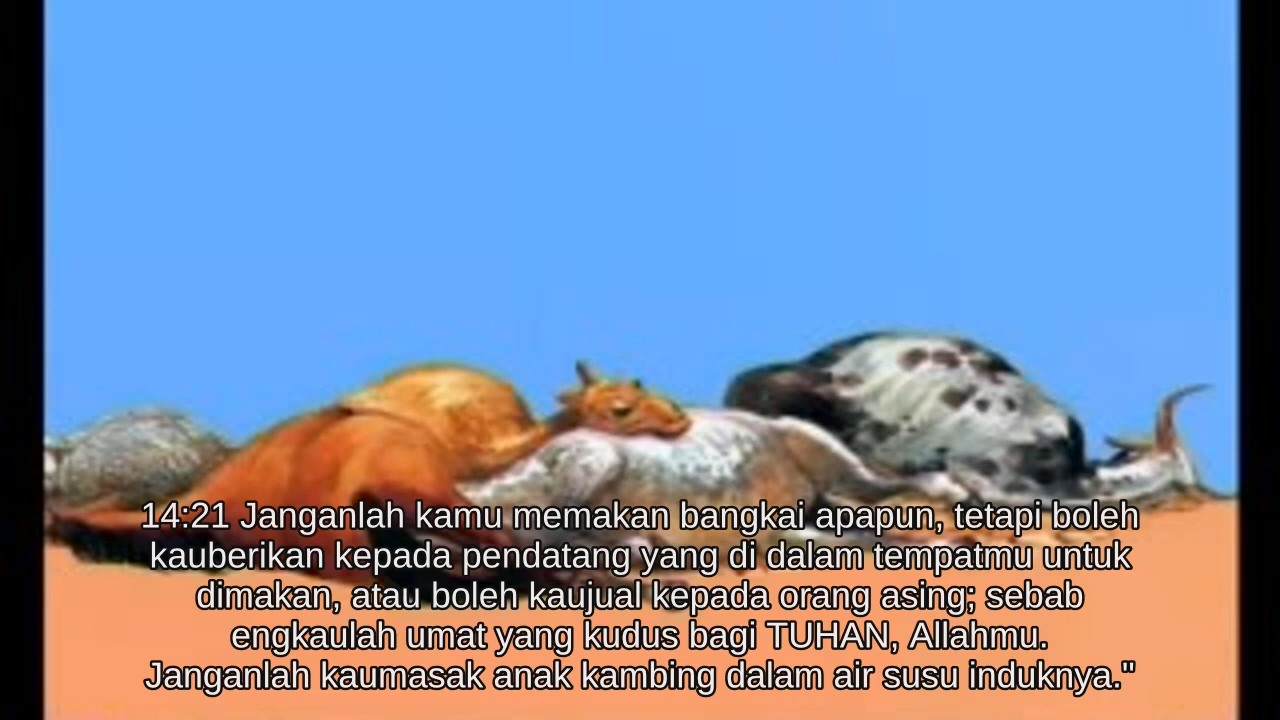 14:21 Janganlah kamu memakan bangkai apapun, tetapi boleh
kauberikan kepada pendatang yang di dalam tempatmu untuk
dimakan, atau boleh kaujual kepada orang asing; sebab
engkaulah umat yang kudus bagi TUHAN, Allahmu.
Janganlah kaumasak anak kambing dalam air susu induknya."